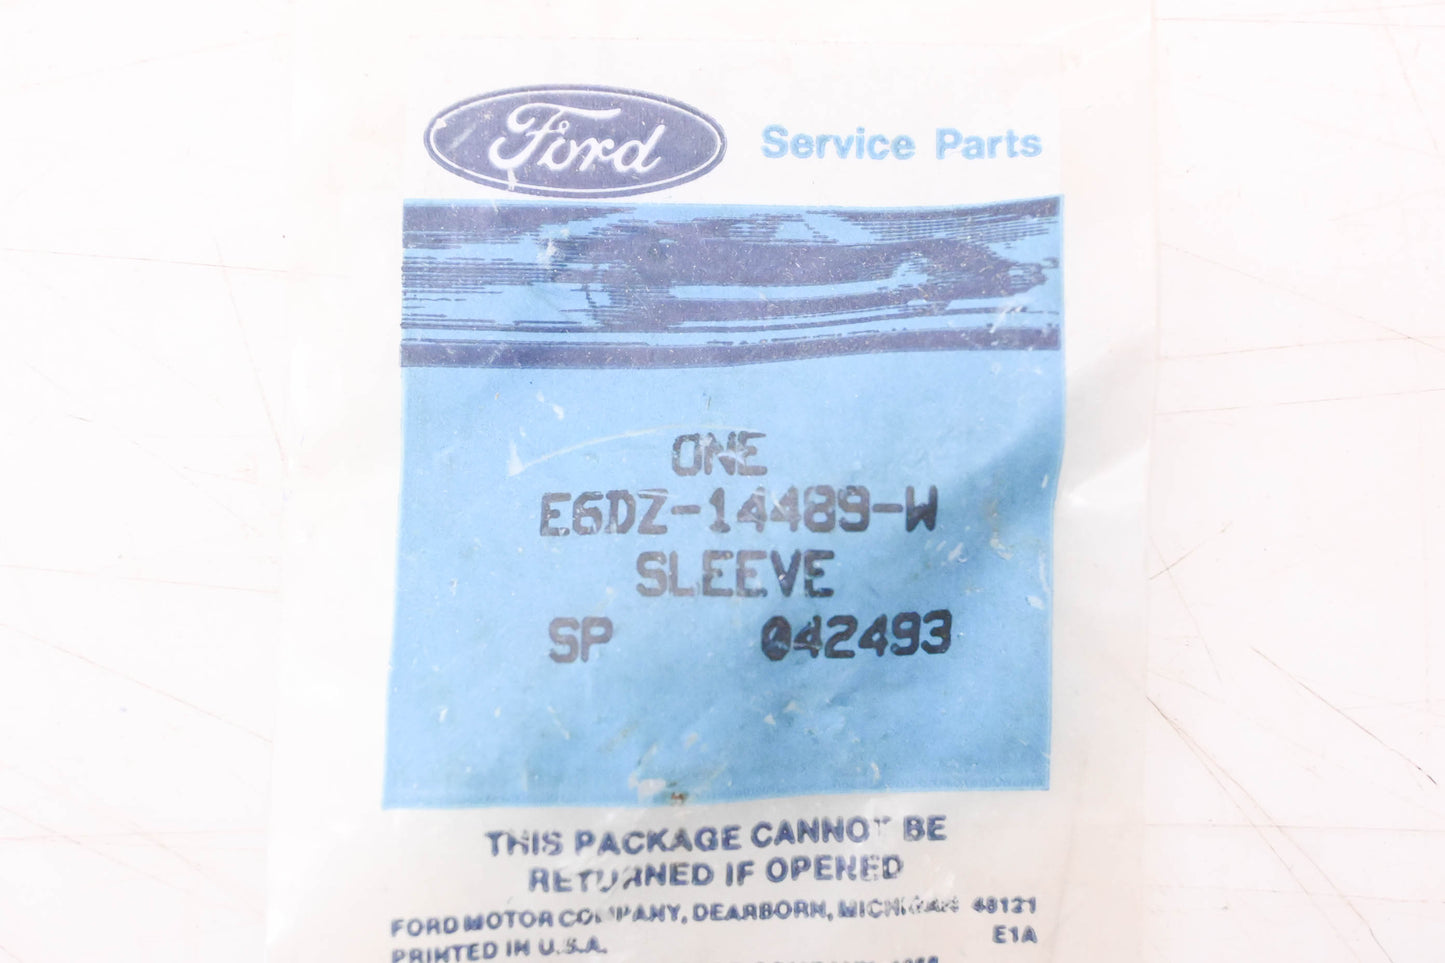 Ford Service Parts
ONE
E6DZ-14489-W
SLEEVE
SP 042493
THIS PACKAGE CANNOT BE
RETURNED IF OPENED
FORD MOTOR COMPANY, DEARBORN, MICHIGAN 48121
PRINTED IN U.S.A. E1A